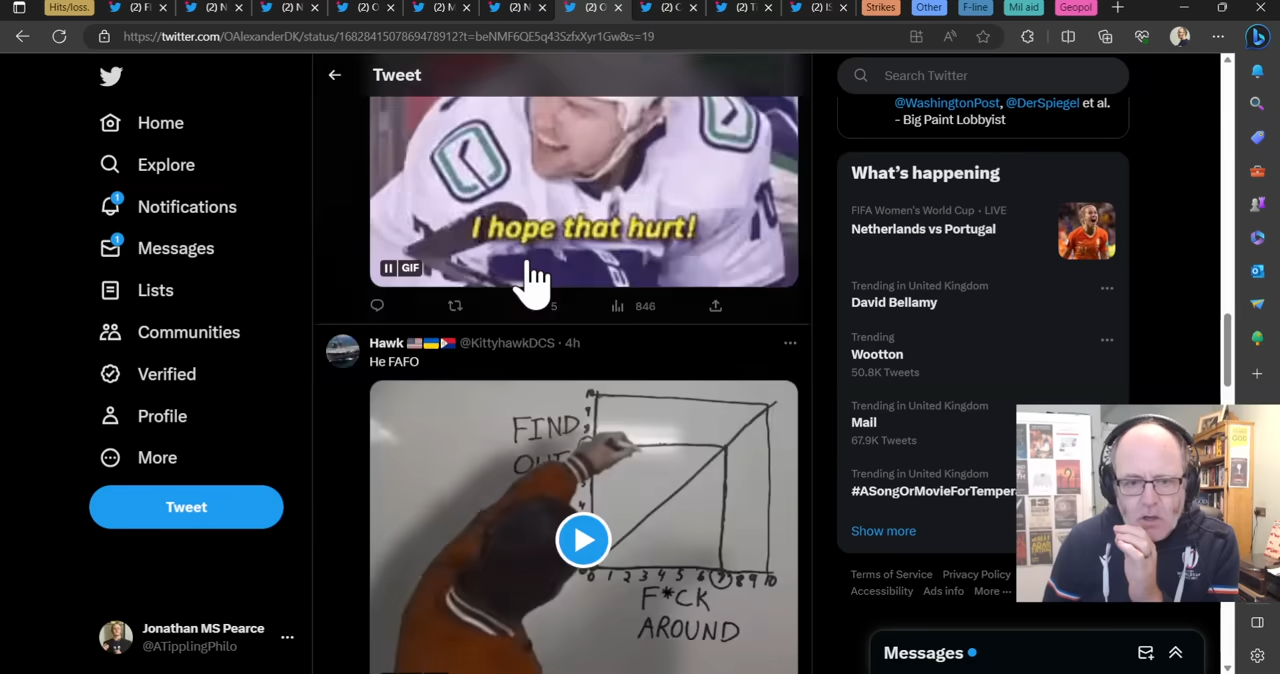 Hits/loss.
(2) F
(2) N
(2) N
(2) O
(2) M
(2) N
(2) O
(2) C
(2) T
(2) IS
Strikes
Other
F-line
Mil aid
Geopol
https://twitter.com/OAlexanderDK/status/1682841507869478912?t=beNMF6QE5q43SzfxXyr1Gw&s=19
Home
Explore
1
Notifications
1
Messages
Lists
Communities
Verified
Profile
More
Tweet
Jonathan MS Pearce
@ATipplingPhilo
Tweet
I hope that hurt!
GIF
5
846
Hawk @KittyhawkDCS · 4h
He FAFO
FIND
OUT
0 1 2 3 4 5 6 7 8 9 10
F*CK
AROUND
Search Twitter
@WashingtonPost, @DerSpiegel et al.
- Big Paint Lobbyist
What's happening
FIFA Women's World Cup · LIVE
Netherlands vs Portugal
Trending in United Kingdom
David Bellamy
Trending
Wootton
50.8K Tweets
Trending in United Kingdom
Mail
67.9K Tweets
Trending in United Kingdom
#ASongOrMovieForTempera
Show more
Terms of Service Privacy Policy
Accessibility Ads info More
Messages